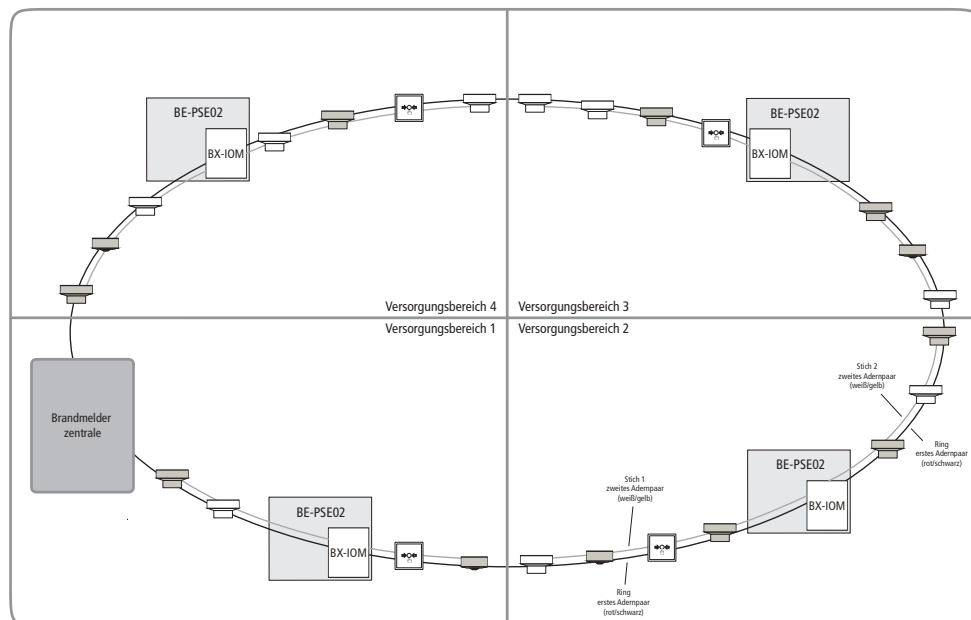 BE-PSE02
BX-IOM
BE-PSE02
BX-IOM
Versorgungsbereich 4
Versorgungsbereich 3
Versorgungsbereich 1
Versorgungsbereich 2
Brandmelder
zentrale
Stich 2
zweites Adernpaar
(weiß/gelb)
Ring
erstes Adernpaar
(rot/schwarz)
BE-PSE02
BX-IOM
Stich 1
zweites Adernpaar
(weiß/gelb)
BE-PSE02
BX-IOM
Ring
erstes Adernpaar
(rot/schwarz)